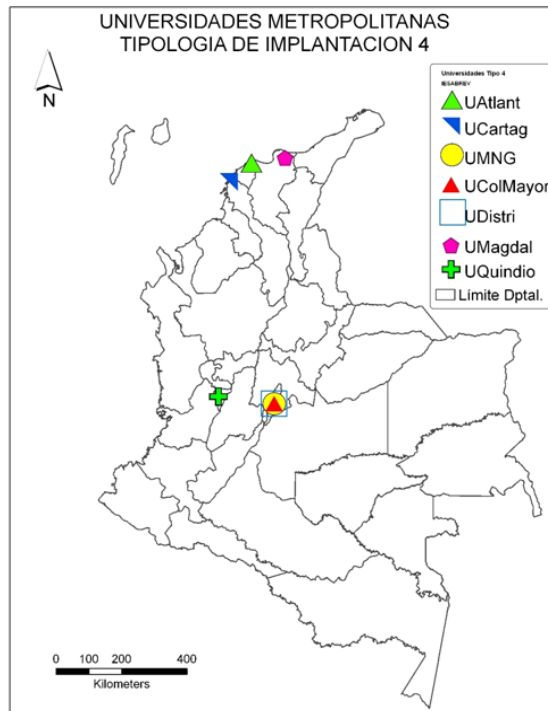 UNIVERSIDADES METROPOLITANAS
TIPOLOGIA DE IMPLANTACION 4
N
Universidades Tipo 4
IESABREV
UAtlant
UCartag
UMNG
UColMayor
UDistri
UMagdal
UQuindio
Límite Dptal.
0 100 200 400
Kilometers